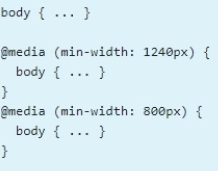 body { ... }
@media (min-width: 1240px) {
  body { ... }
}
@media (min-width: 800px) {
  body { ... }
}